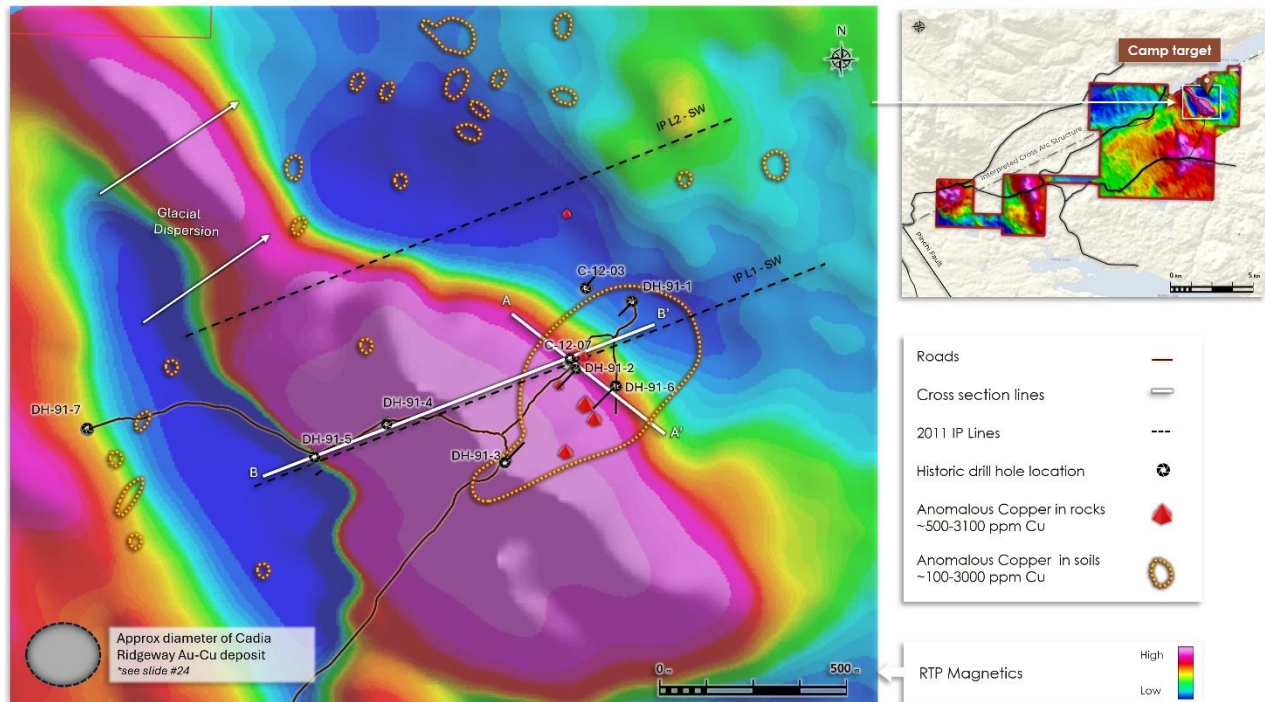 N
IP L2 - SW
Glacial
Dispersion
IP L1 - SW
C-12-03
DH-91-1
A
B'
C-12-07
DH-91-2
DH-91-6
DH-91-4
DH-91-7
DH-91-5
B
DH-91-3
A'
Approx diameter of Cadia
Ridgeway Au-Cu deposit
*see slide #24
0 m
500 m
Camp target
Interpreted Cross Arc Structure
Pinchi Fault
0 Km
5 Km
Roads
Cross section lines
2011 IP Lines
Historic drill hole location
Anomalous Copper in rocks
~500-3100 ppm Cu
Anomalous Copper in soils
~100-3000 ppm Cu
RTP Magnetics
High
Low